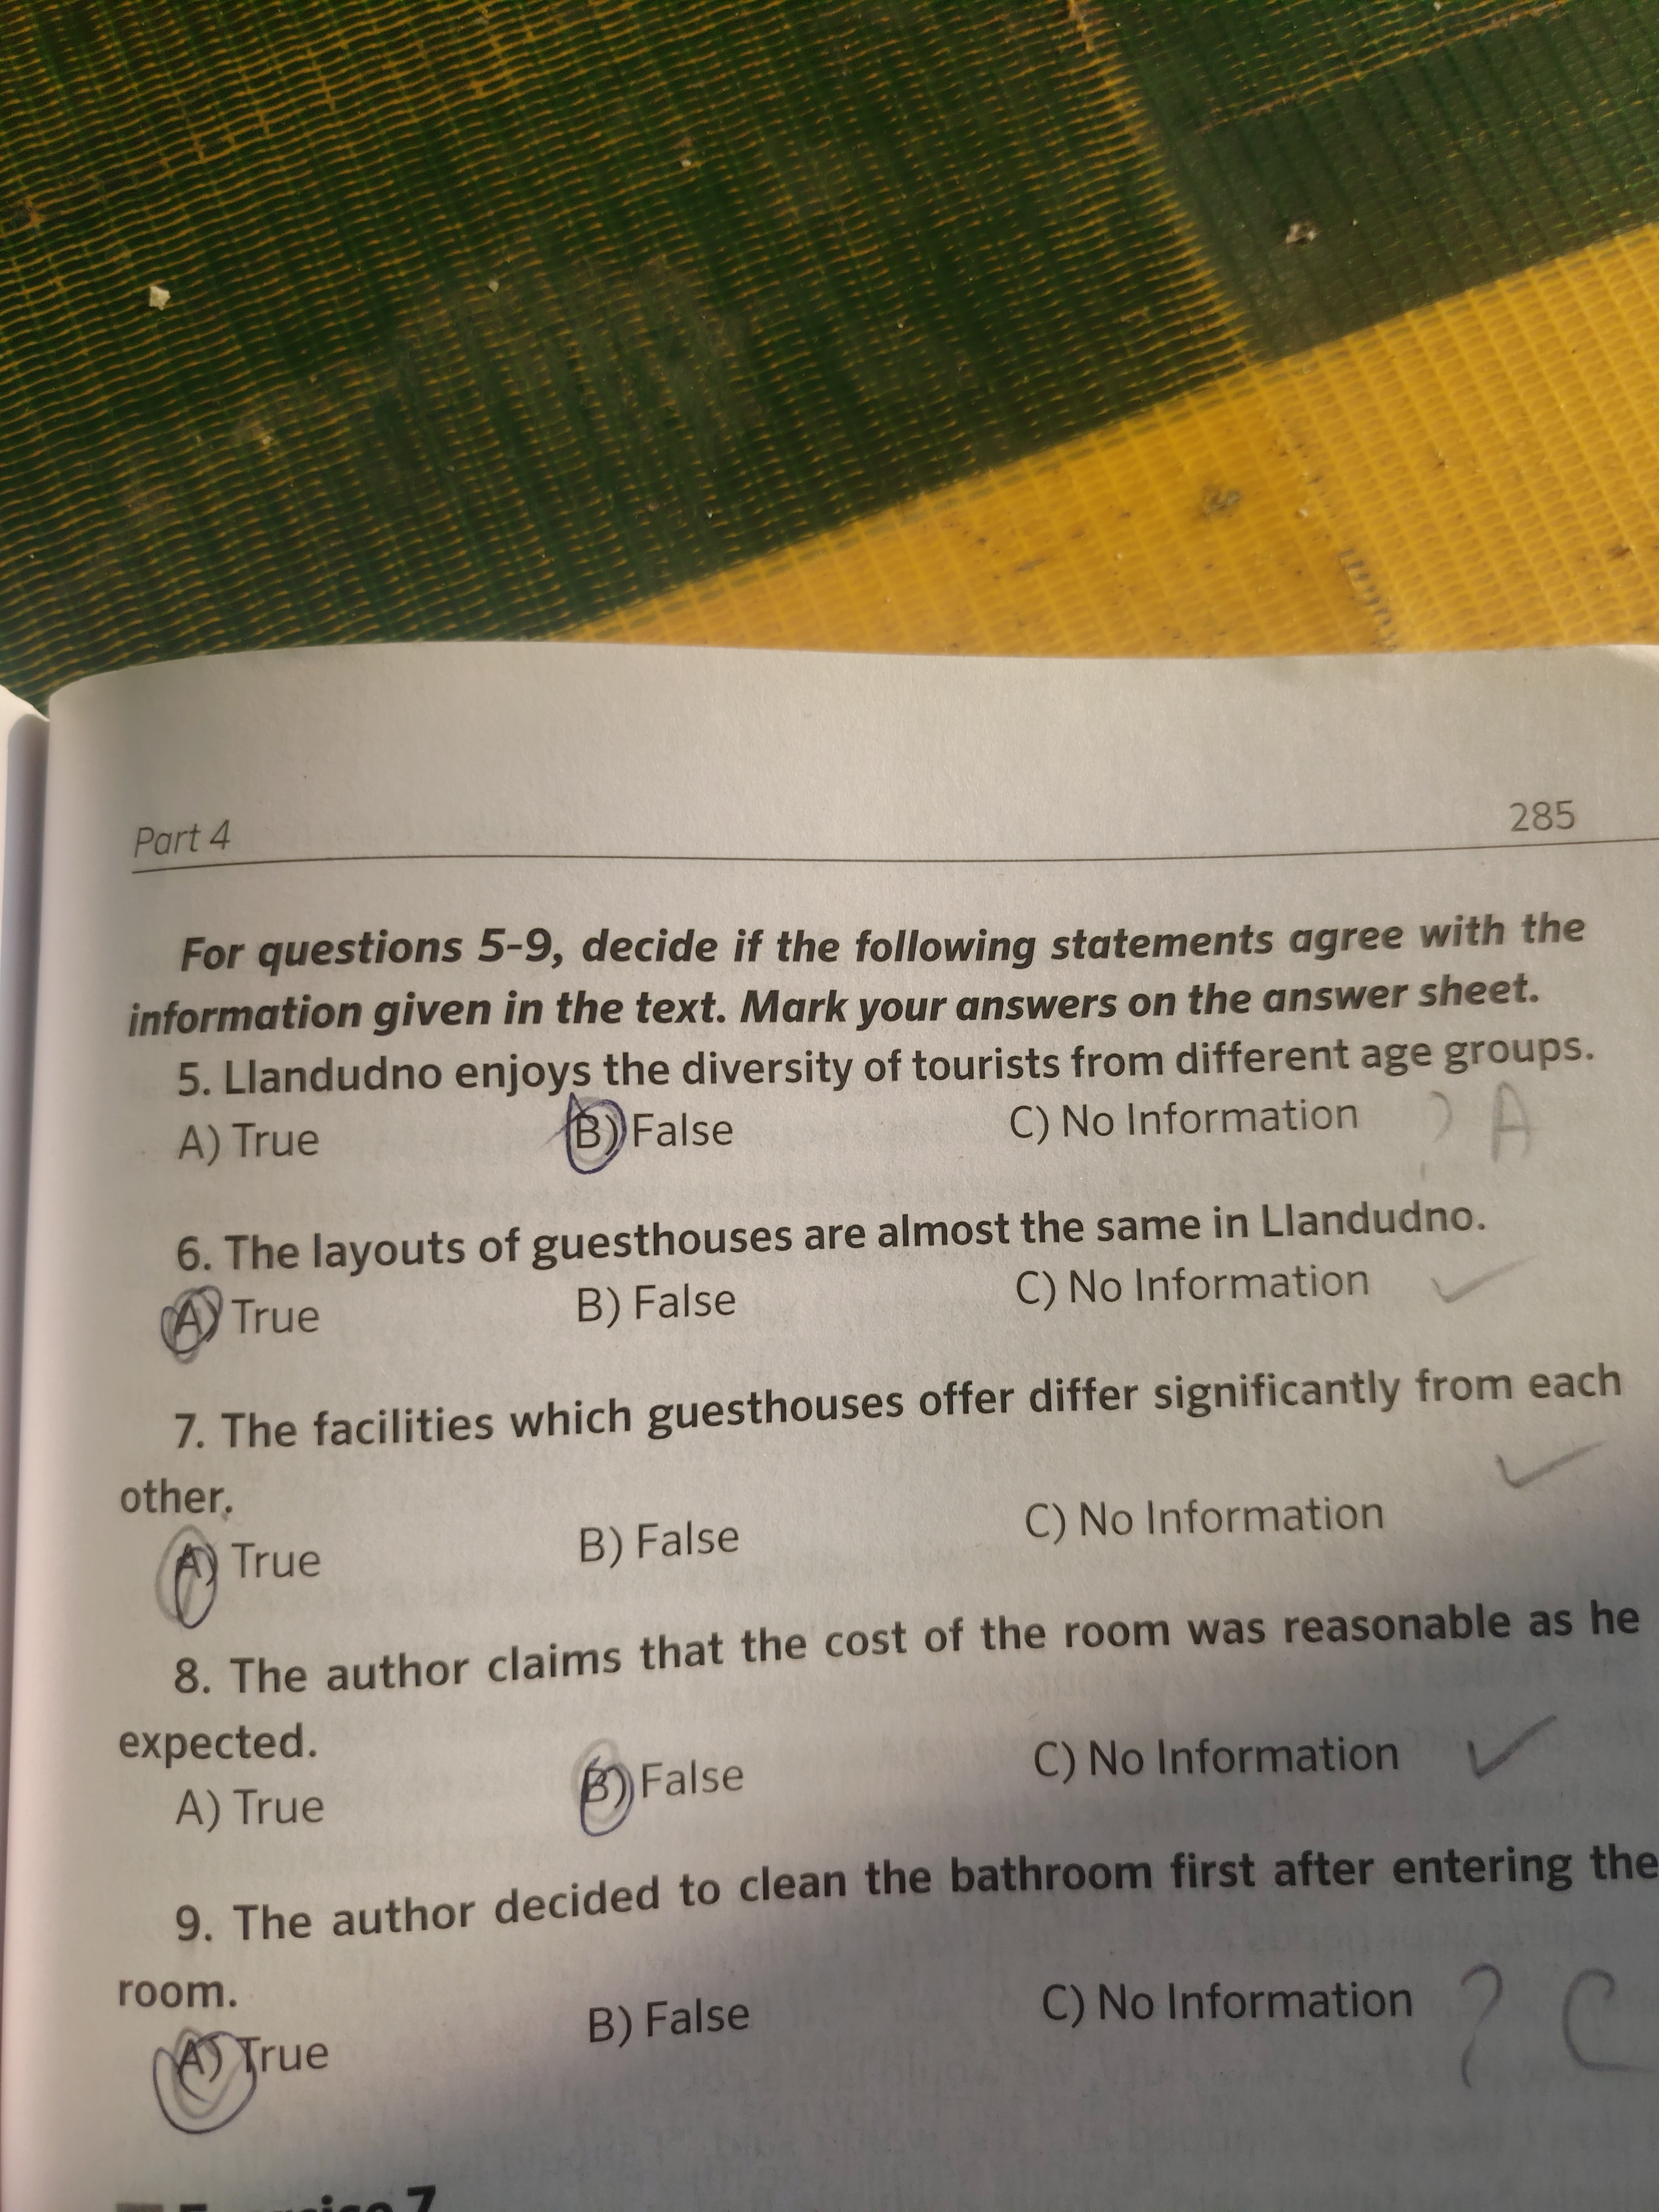 Part 4 285
For questions 5-9, decide if the following statements agree with the
information given in the text. Mark your answers on the answer sheet.
5. Llandudno enjoys the diversity of tourists from different age groups.
A) True B) False C) No Information ? A
6. The layouts of guesthouses are almost the same in Llandudno.
A) True B) False C) No Information
7. The facilities which guesthouses offer differ significantly from each
other.
A) True B) False C) No Information
8. The author claims that the cost of the room was reasonable as he
expected.
A) True B) False C) No Information
9. The author decided to clean the bathroom first after entering the
room.
A) True B) False C) No Information ? C